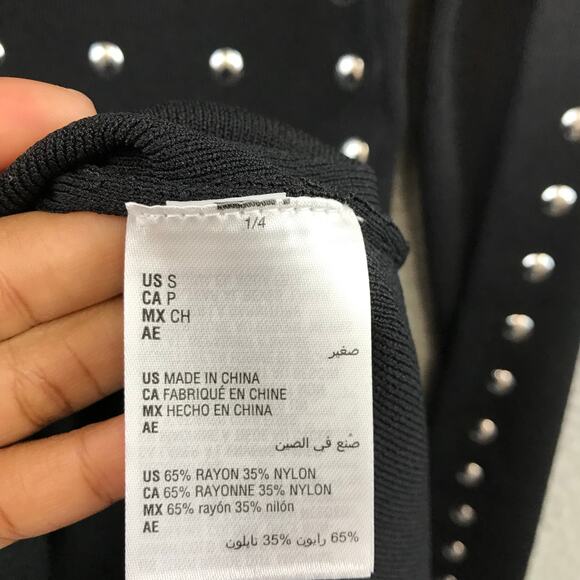 1/4
US S
CA P
MX CH
AE
صغير
US MADE IN CHINA
CA FABRIQUÉ EN CHINE
MX HECHO EN CHINA
AE
صُنع في الصين
US 65% RAYON 35% NYLON
CA 65% RAYONNE 35% NYLON
MX 65% rayón 35% nilón
AE
65% رايون 35% نايلون